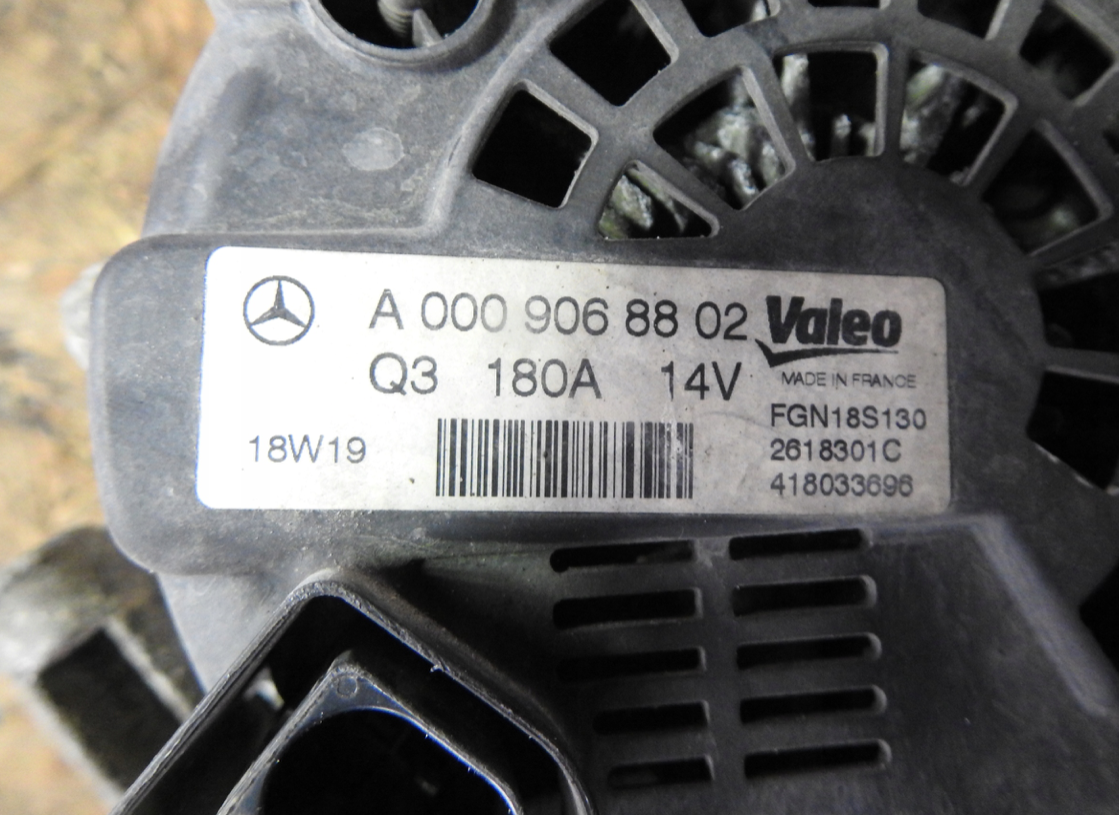 A 000 906 88 02 Valeo
Q3 180A 14V MADE IN FRANCE
FGN18S130
18W19 2618301C
418033696